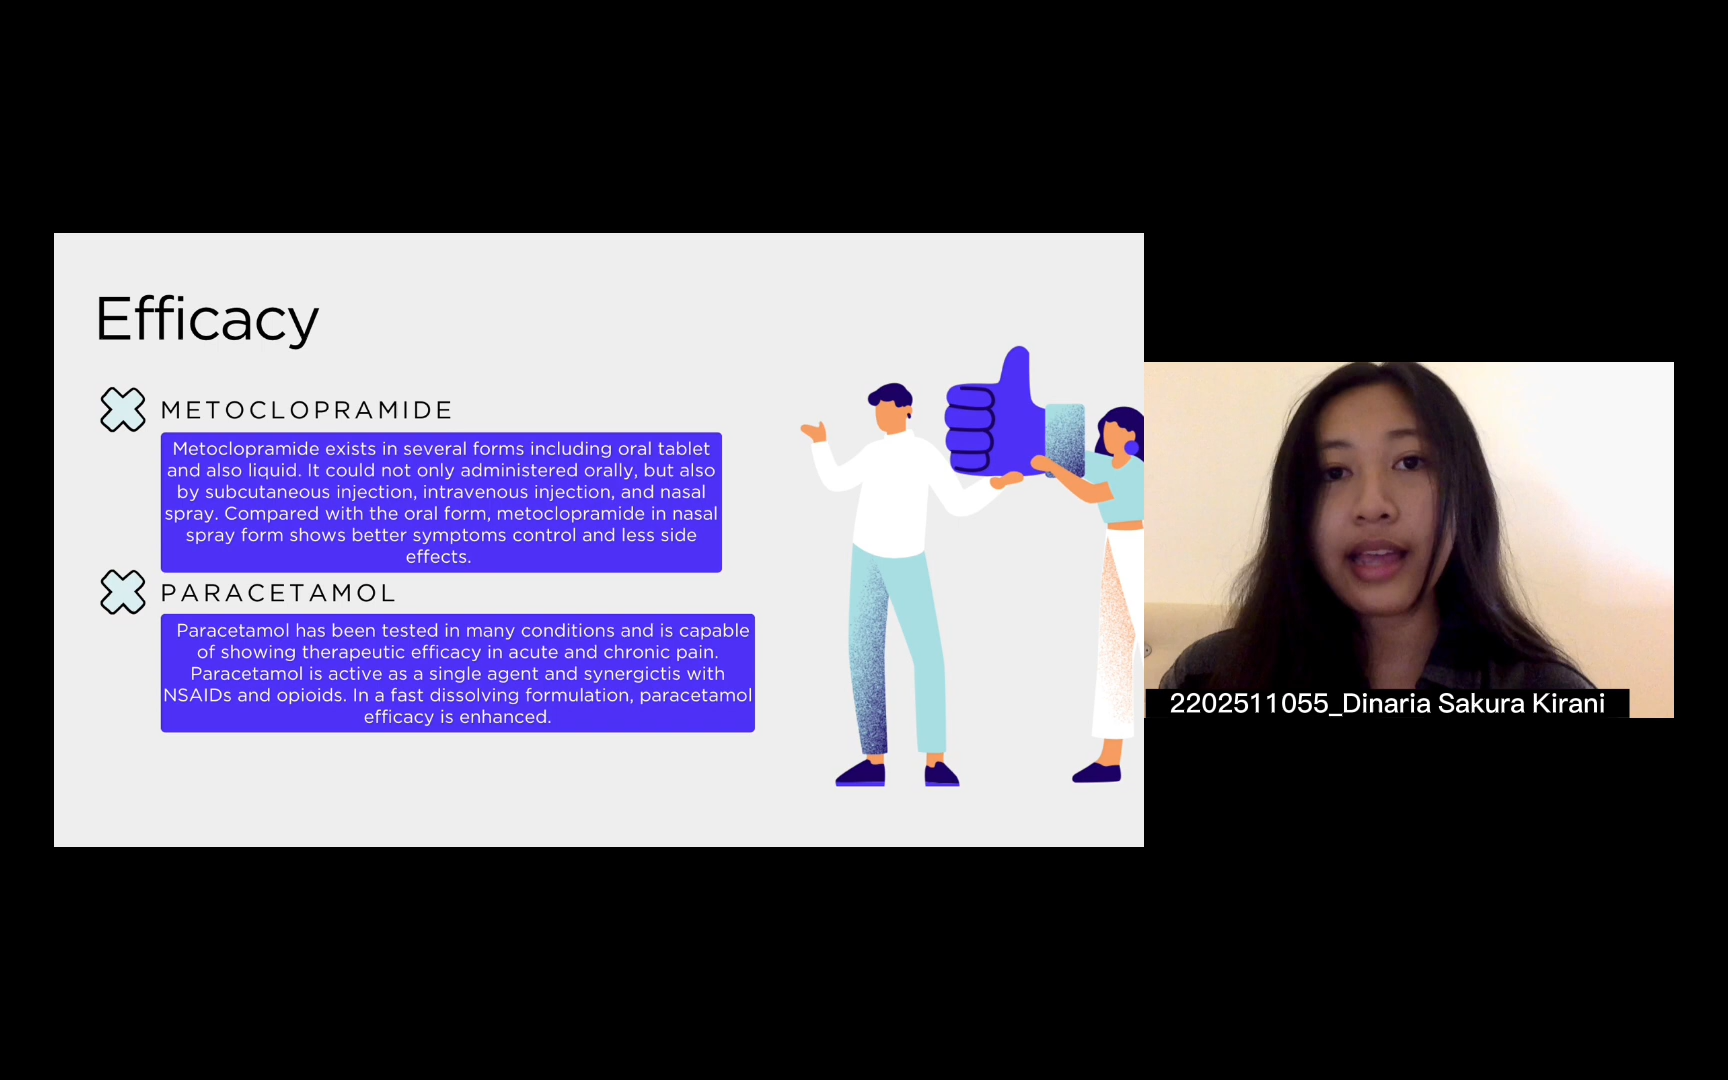 Efficacy
METOCLOPRAMIDE
Metoclopramide exists in several forms including oral tablet
and also liquid. It could not only administered orally, but also
by subcutaneous injection, intravenous injection, and nasal
spray. Compared with the oral form, metoclopramide in nasal
spray form shows better symptoms control and less side
effects.
PARACETAMOL
Paracetamol has been tested in many conditions and is capable
of showing therapeutic efficacy in acute and chronic pain.
Paracetamol is active as a single agent and synergictis with
NSAIDs and opioids. In a fast dissolving formulation, paracetamol
efficacy is enhanced.
2202511055_Dinaria Sakura Kirani